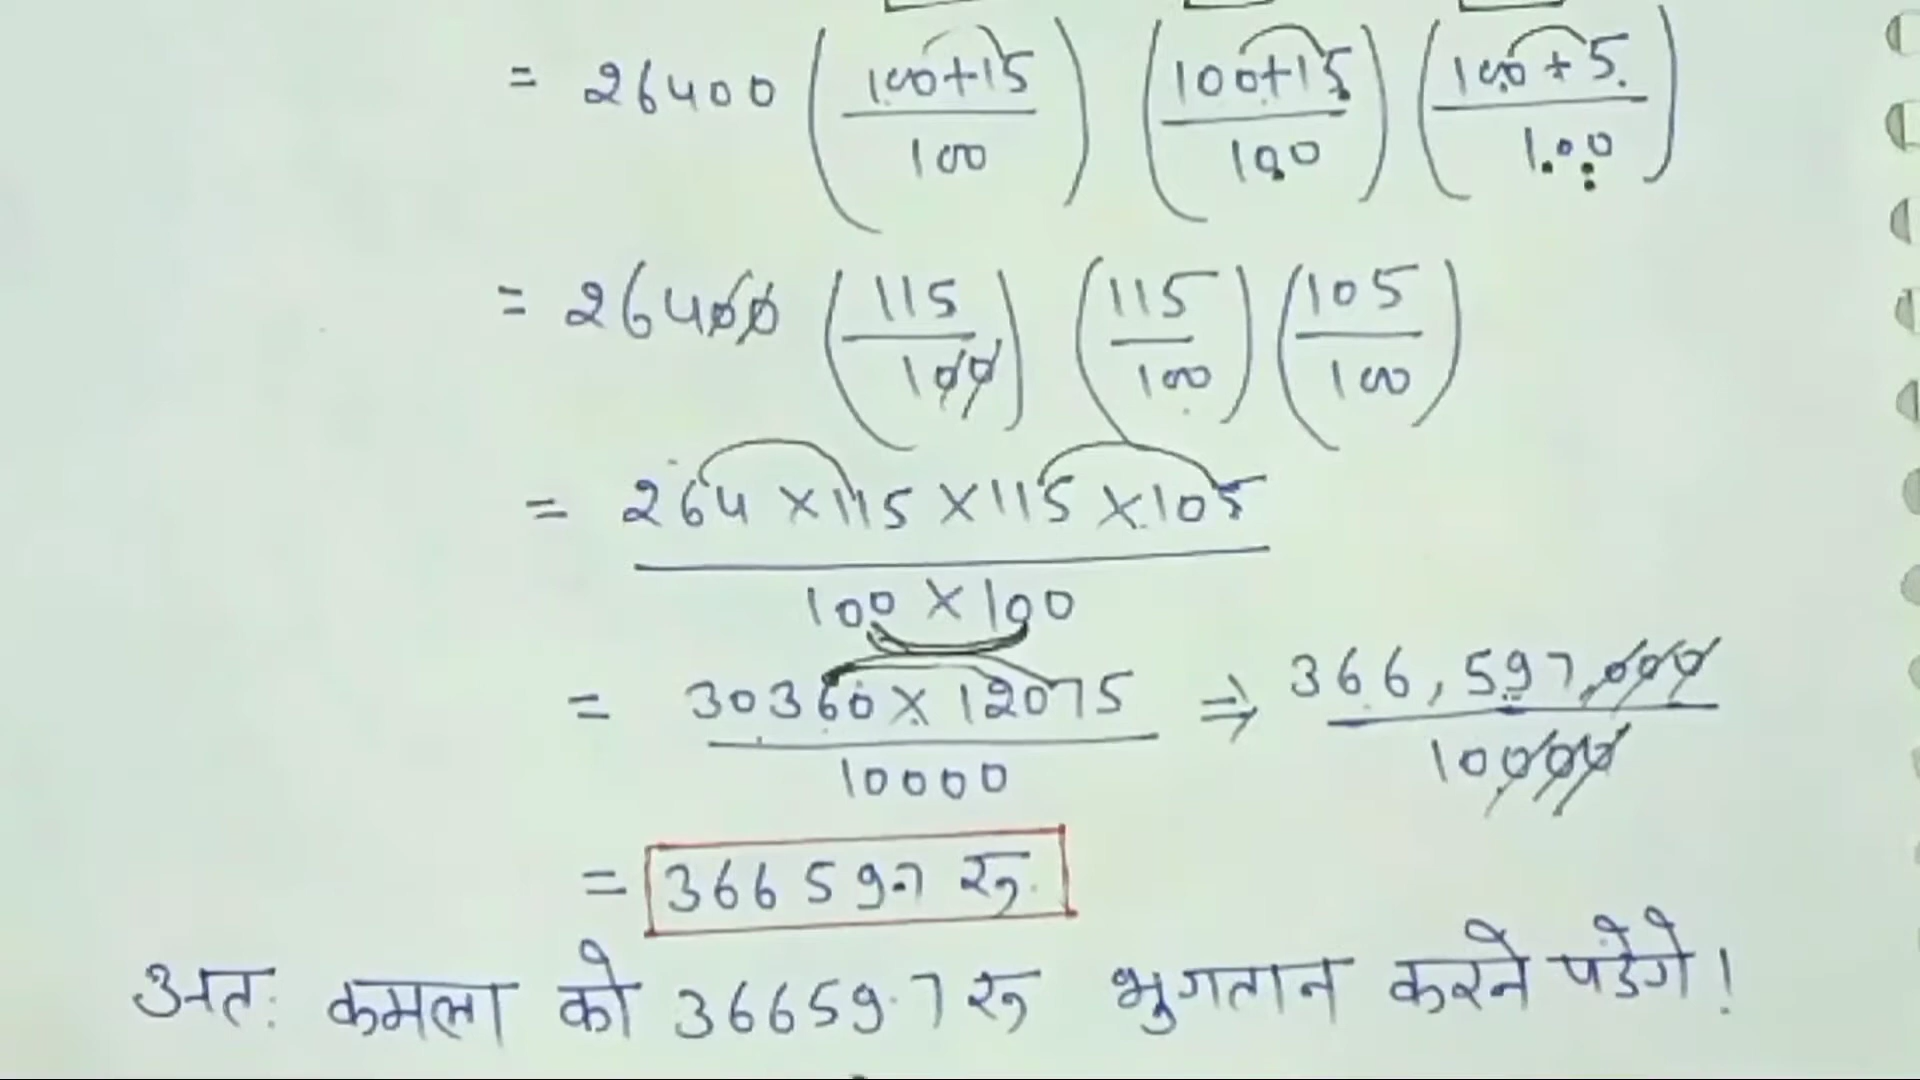 = 26400 (100+15/100) (100+15/100) (100+5/100)
= 26400 (115/100) (115/100) (105/100)
= 264 × 115 × 115 × 105 / 100 × 100
= 30360 × 12075 / 10000 ⇒ 366,597,000 / 10000
= 36659.7 रू
अतः कमला को 36659.7 रू भुगतान करने पडेगे !